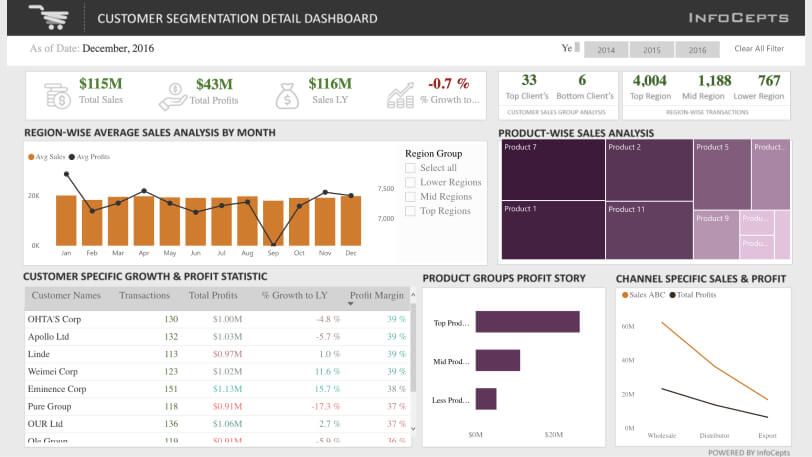 CUSTOMER SEGMENTATION DETAIL DASHBOARD
INFOCEPTS
As of Date: December, 2016
Ye
2014 2015 2016
Clear All Filter
$115M
Total Sales
$43M
Total Profits
$116M
Sales LY
-0.7 %
% Growth to...
33
Top Client's
6
Bottom Client's
CUSTOMER SALES GROUP ANALYSIS
4,004
Top Region
1,188
Mid Region
767
Lower Region
REGION-WISE TRANSACTIONS
REGION-WISE AVERAGE SALES ANALYSIS BY MONTH
Avg Sales Avg Profits
20K
0K
7,500
7,000
Jan Feb Mar Apr May Jun Jul Aug Sep Oct Nov Dec
Region Group
Select all
Lower Regions
Mid Regions
Top Regions
PRODUCT-WISE SALES ANALYSIS
Product 7
Product 2
Product 5
Product...
Product 1
Product 11
Product 9
Produ...
Produ...
CUSTOMER SPECIFIC GROWTH & PROFIT STATISTIC
Customer Names Transactions Total Profits % Growth to LY Profit Margin
OHTA'S Corp 130 $1.00M -4.8 % 39 %
Apollo Ltd 132 $1.03M -5.7 % 39 %
Linde 113 $0.97M 1.0 % 39 %
Weimei Corp 123 $1.02M 11.6 % 39 %
Eminence Corp 151 $1.13M 15.7 % 38 %
Pure Group 118 $0.91M -17.3 % 37 %
OUR Ltd 136 $1.06M 2.7 % 37 %
Ole Group 119 $0.91M -5.9 % 36 %
PRODUCT GROUPS PROFIT STORY
Top Prod...
Mid Prod...
Less Prod...
$0M $20M
CHANNEL SPECIFIC SALES & PROFIT
Sales ABC Total Profits
60M
40M
20M
0M
Wholesale Distributor Export
POWERED BY InfoCepts